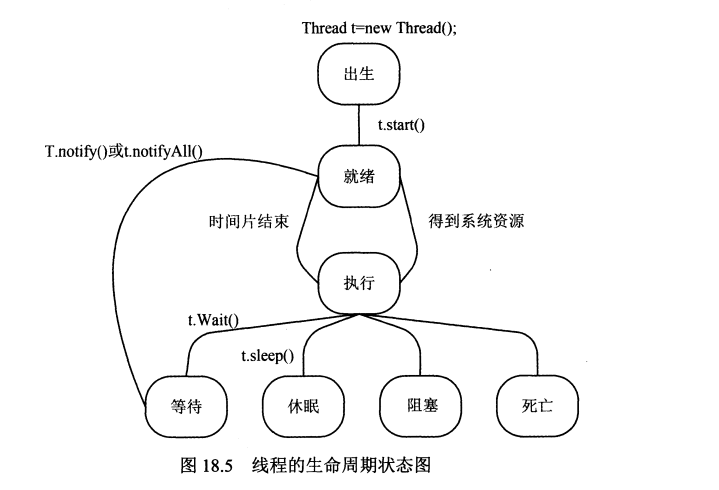 Thread t=new Thread();
出生
t.start()
T.notify()或t.notifyAll()
就绪
时间片结束
得到系统资源
执行
t.Wait()
t.sleep()
等待
休眠
阻塞
死亡
图 18.5 线程的生命周期状态图